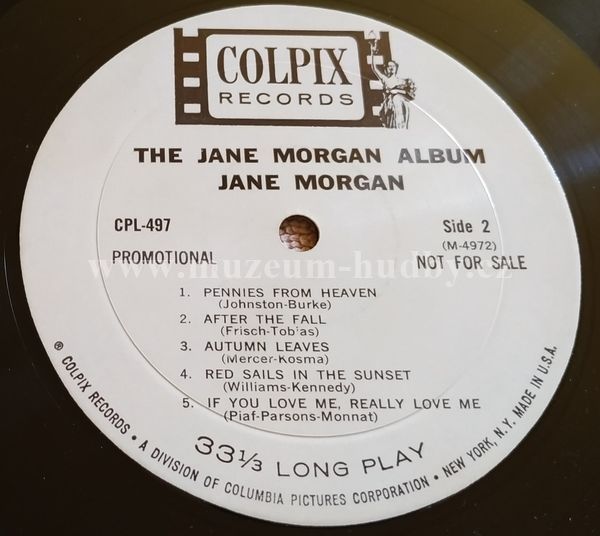 COLPIX
RECORDS
THE JANE MORGAN ALBUM
JANE MORGAN
CPL-497
Side 2
(M-4972)
PROMOTIONAL
NOT FOR SALE
www.muzeum-hudby.cz
1. PENNIES FROM HEAVEN
(Johnston-Burke)
2. AFTER THE FALL
(Frisch-Tobias)
3. AUTUMN LEAVES
(Mercer-Kosma)
4. RED SAILS IN THE SUNSET
(Williams-Kennedy)
5. IF YOU LOVE ME, REALLY LOVE ME
(Piaf-Parsons-Monnat)
33⅓ LONG PLAY
® COLPIX RECORDS • A DIVISION OF COLUMBIA PICTURES CORPORATION • NEW YORK, N.Y. MADE IN U.S.A.